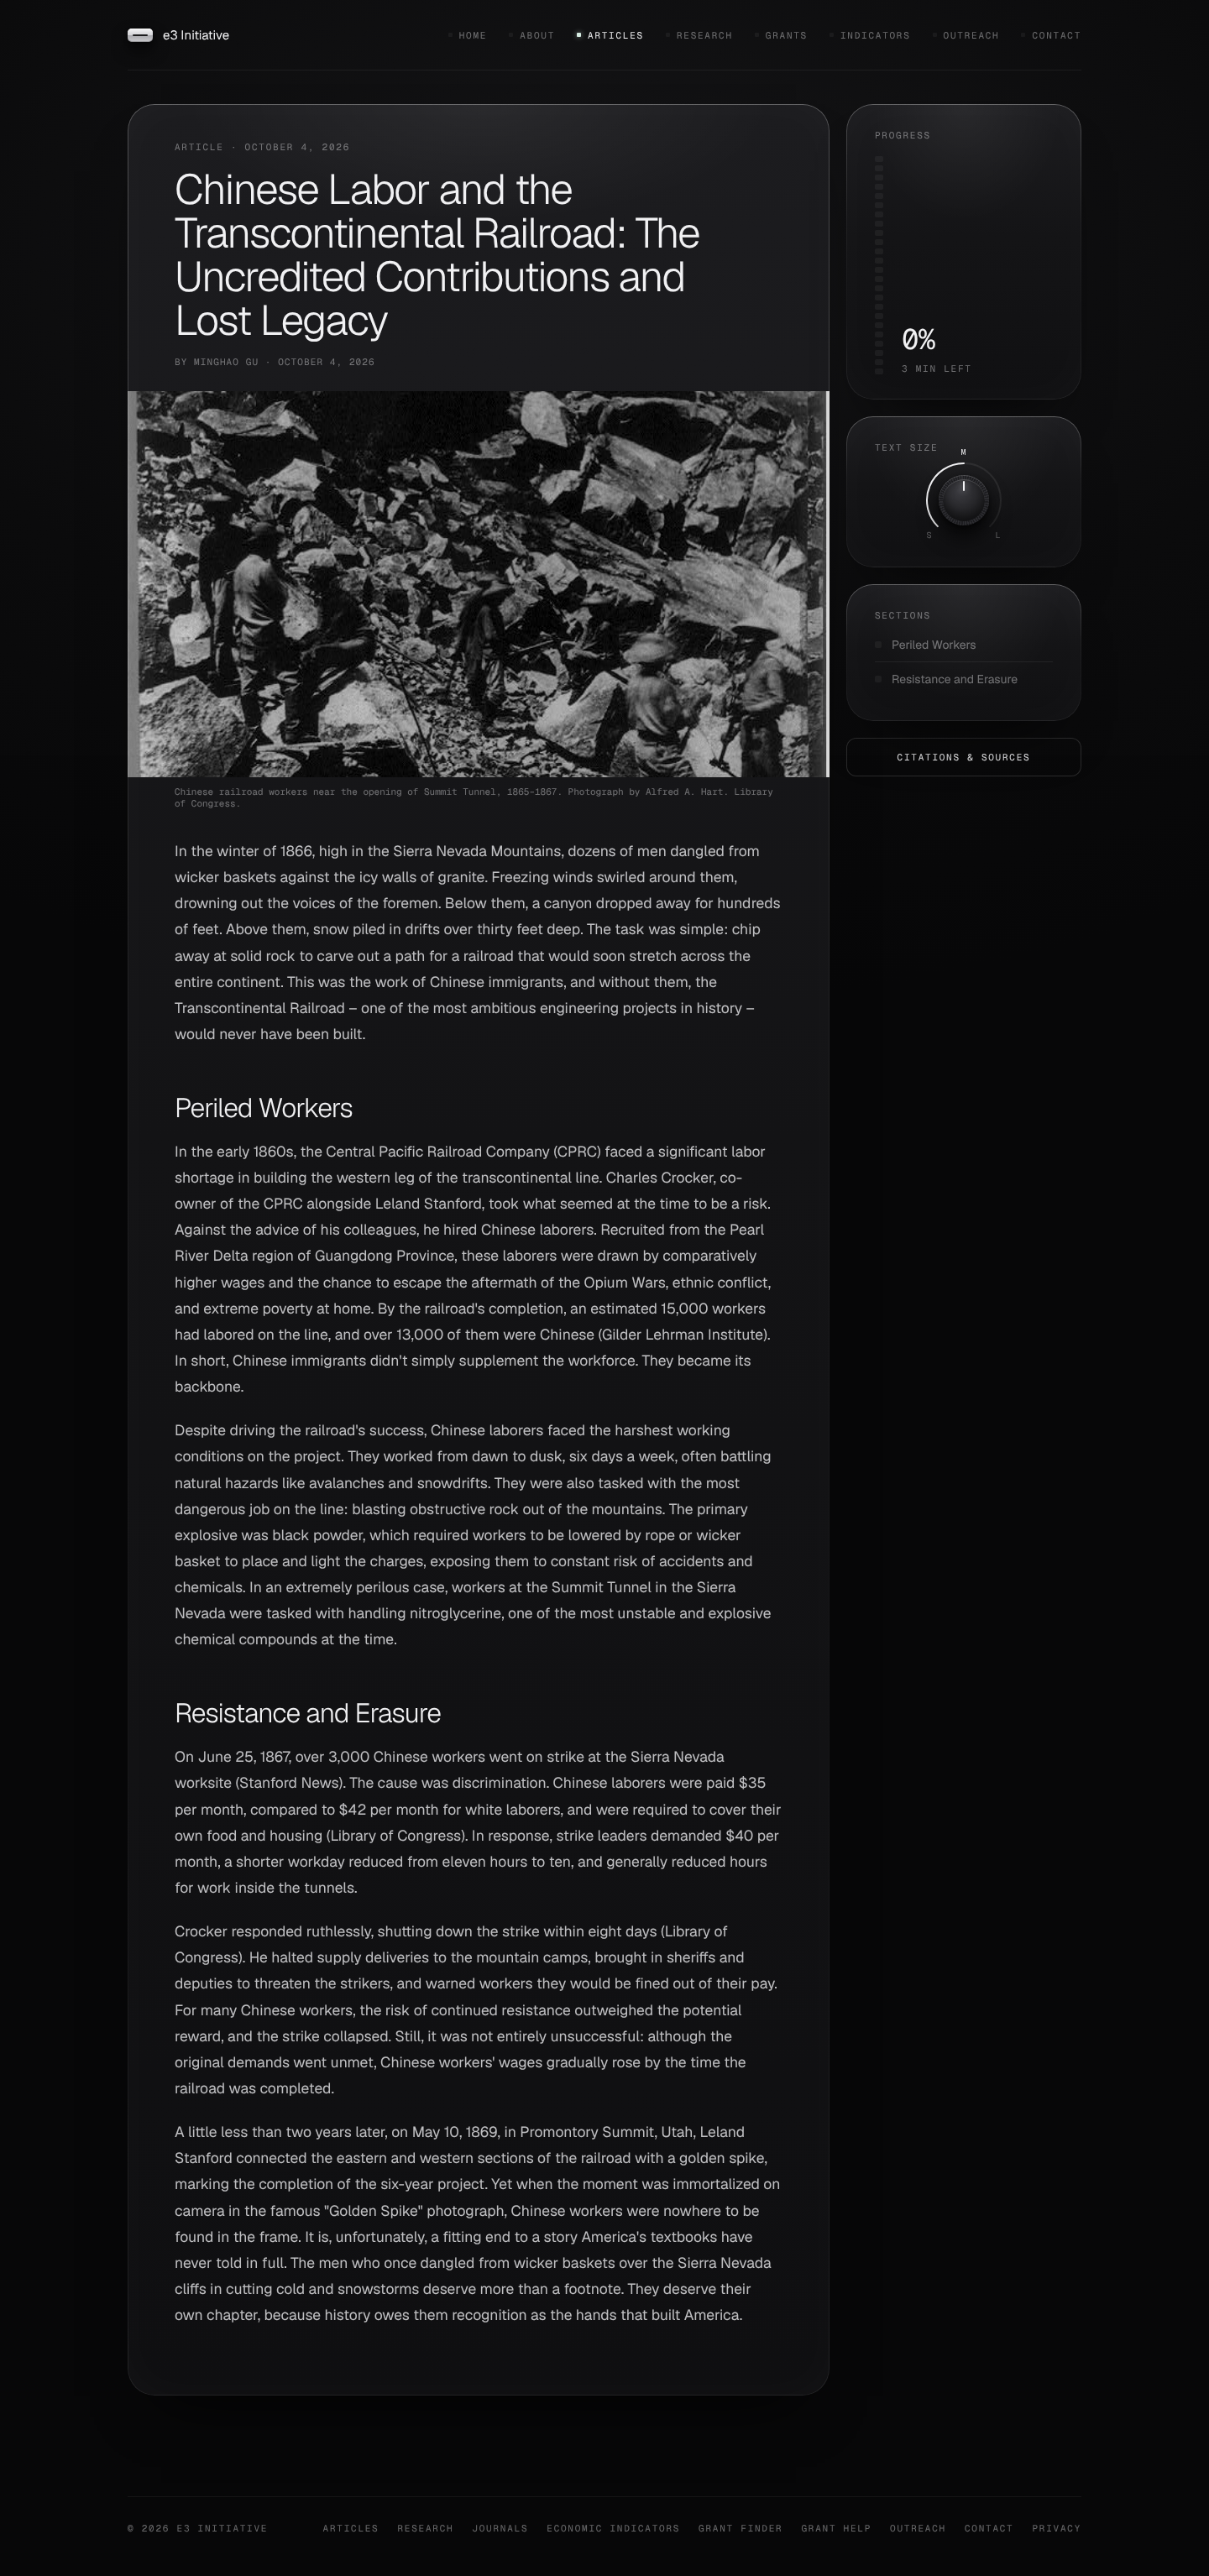 e3 Initiative
HOME ABOUT ARTICLES RESEARCH GRANTS INDICATORS OUTREACH CONTACT
ARTICLE · OCTOBER 4, 2026
Chinese Labor and the
Transcontinental Railroad: The
Uncredited Contributions and
Lost Legacy
BY MINGHAO GU · OCTOBER 4, 2026
Chinese railroad workers near the opening of Summit Tunnel, 1865-1867. Photograph by Alfred A. Hart. Library
of Congress.
In the winter of 1866, high in the Sierra Nevada Mountains, dozens of men dangled from
wicker baskets against the icy walls of granite. Freezing winds swirled around them,
drowning out the voices of the foremen. Below them, a canyon dropped away for hundreds
of feet. Above them, snow piled in drifts over thirty feet deep. The task was simple: chip
away at solid rock to carve out a path for a railroad that would soon stretch across the
entire continent. This was the work of Chinese immigrants, and without them, the
Transcontinental Railroad – one of the most ambitious engineering projects in history –
would never have been built.
Periled Workers
In the early 1860s, the Central Pacific Railroad Company (CPRC) faced a significant labor
shortage in building the western leg of the transcontinental line. Charles Crocker, co-
owner of the CPRC alongside Leland Stanford, took what seemed at the time to be a risk.
Against the advice of his colleagues, he hired Chinese laborers. Recruited from the Pearl
River Delta region of Guangdong Province, these laborers were drawn by comparatively
higher wages and the chance to escape the aftermath of the Opium Wars, ethnic conflict,
and extreme poverty at home. By the railroad's completion, an estimated 15,000 workers
had labored on the line, and over 13,000 of them were Chinese (Gilder Lehrman Institute).
In short, Chinese immigrants didn't simply supplement the workforce. They became its
backbone.
Despite driving the railroad's success, Chinese laborers faced the harshest working
conditions on the project. They worked from dawn to dusk, six days a week, often battling
natural hazards like avalanches and snowdrifts. They were also tasked with the most
dangerous job on the line: blasting obstructive rock out of the mountains. The primary
explosive was black powder, which required workers to be lowered by rope or wicker
basket to place and light the charges, exposing them to constant risk of accidents and
chemicals. In an extremely perilous case, workers at the Summit Tunnel in the Sierra
Nevada were tasked with handling nitroglycerine, one of the most unstable and explosive
chemical compounds at the time.
Resistance and Erasure
On June 25, 1867, over 3,000 Chinese workers went on strike at the Sierra Nevada
worksite (Stanford News). The cause was discrimination. Chinese laborers were paid $35
per month, compared to $42 per month for white laborers, and were required to cover their
own food and housing (Library of Congress). In response, strike leaders demanded $40 per
month, a shorter workday reduced from eleven hours to ten, and generally reduced hours
for work inside the tunnels.
Crocker responded ruthlessly, shutting down the strike within eight days (Library of
Congress). He halted supply deliveries to the mountain camps, brought in sheriffs and
deputies to threaten the strikers, and warned workers they would be fined out of their pay.
For many Chinese workers, the risk of continued resistance outweighed the potential
reward, and the strike collapsed. Still, it was not entirely unsuccessful: although the
original demands went unmet, Chinese workers' wages gradually rose by the time the
railroad was completed.
A little less than two years later, on May 10, 1869, in Promontory Summit, Utah, Leland
Stanford connected the eastern and western sections of the railroad with a golden spike,
marking the completion of the six-year project. Yet when the moment was immortalized on
camera in the famous "Golden Spike" photograph, Chinese workers were nowhere to be
found in the frame. It is, unfortunately, a fitting end to a story America's textbooks have
never told in full. The men who once dangled from wicker baskets over the Sierra Nevada
cliffs in cutting cold and snowstorms deserve more than a footnote. They deserve their
own chapter, because history owes them recognition as the hands that built America.
PROGRESS
0%
3 MIN LEFT
TEXT SIZE
M
S L
SECTIONS
Periled Workers
Resistance and Erasure
CITATIONS & SOURCES
© 2026 E3 INITIATIVE
ARTICLES RESEARCH JOURNALS ECONOMIC INDICATORS GRANT FINDER GRANT HELP OUTREACH CONTACT PRIVACY